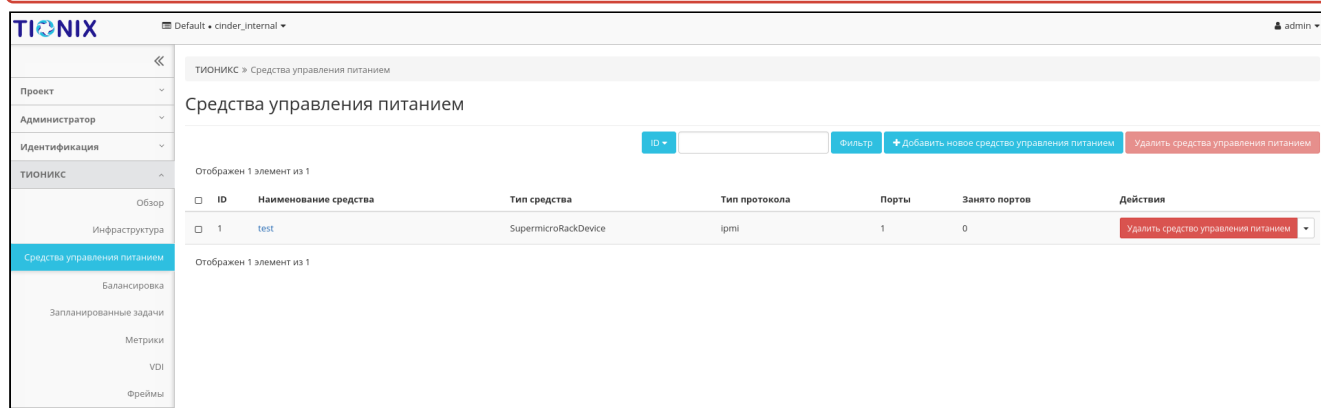 TIONIX
Default • cinder_internal
admin
ТИОНИКС » Средства управления питанием
Проект
Администратор
Идентификация
ТИОНИКС
Обзор
Инфраструктура
Средства управления питанием
Балансировка
Запланированные задачи
Метрики
VDI
Фреймы
Средства управления питанием
ID Фильтр + Добавить новое средство управления питанием Удалить средства управления питанием
Отображен 1 элемент из 1
ID Наименование средства Тип средства Тип протокола Порты Занято портов Действия
1 test SupermicroRackDevice ipmi 1 0 Удалить средство управления питанием
Отображен 1 элемент из 1